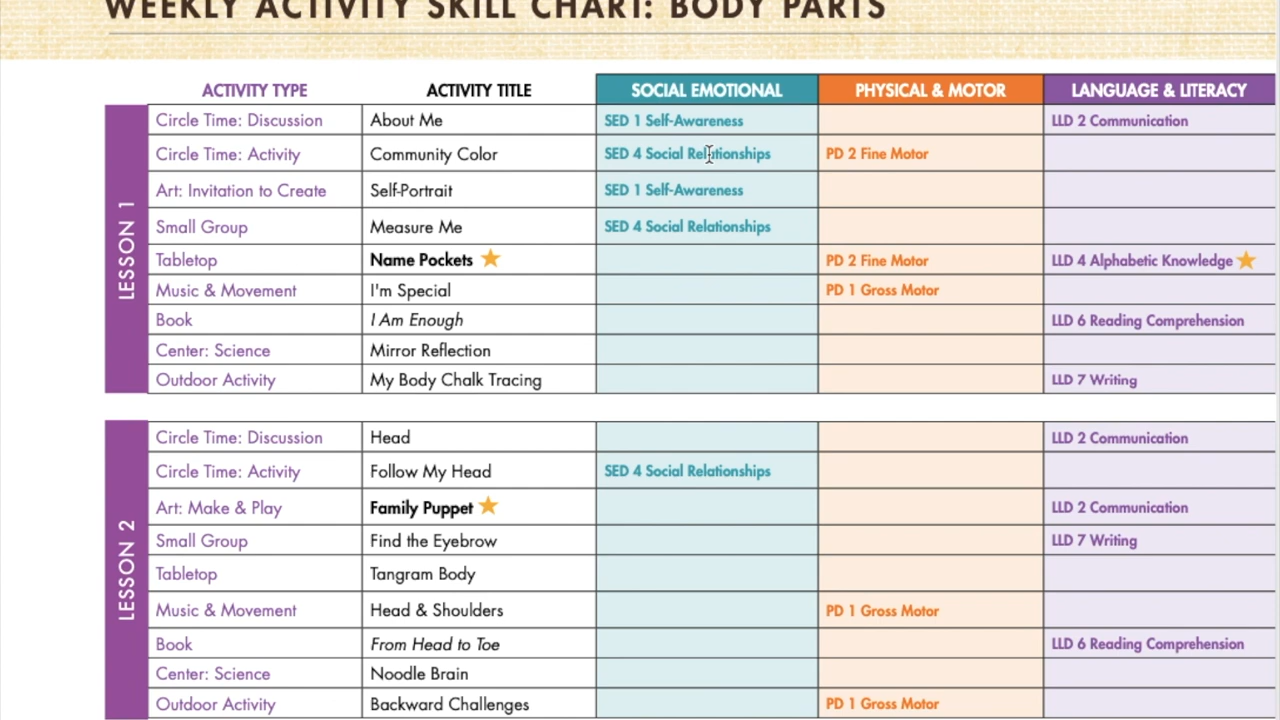 WEEKLY ACTIVITY SKILL CHART: BODY PARTS
ACTIVITY TYPE ACTIVITY TITLE SOCIAL EMOTIONAL PHYSICAL & MOTOR LANGUAGE & LITERACY
LESSON 1
Circle Time: Discussion About Me SED 1 Self-Awareness LLD 2 Communication
Circle Time: Activity Community Color SED 4 Social Relationships PD 2 Fine Motor
Art: Invitation to Create Self-Portrait SED 1 Self-Awareness
Small Group Measure Me SED 4 Social Relationships
Tabletop Name Pockets PD 2 Fine Motor LLD 4 Alphabetic Knowledge
Music & Movement I'm Special PD 1 Gross Motor
Book I Am Enough LLD 6 Reading Comprehension
Center: Science Mirror Reflection
Outdoor Activity My Body Chalk Tracing LLD 7 Writing
LESSON 2
Circle Time: Discussion Head LLD 2 Communication
Circle Time: Activity Follow My Head SED 4 Social Relationships
Art: Make & Play Family Puppet LLD 2 Communication
Small Group Find the Eyebrow LLD 7 Writing
Tabletop Tangram Body
Music & Movement Head & Shoulders PD 1 Gross Motor
Book From Head to Toe LLD 6 Reading Comprehension
Center: Science Noodle Brain
Outdoor Activity Backward Challenges PD 1 Gross Motor